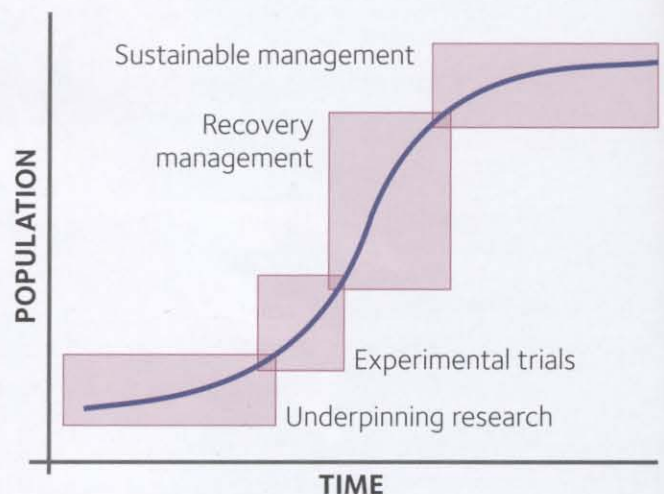 Sustainable management
Recovery
management
Experimental trials
Underpinning research
POPULATION
TIME